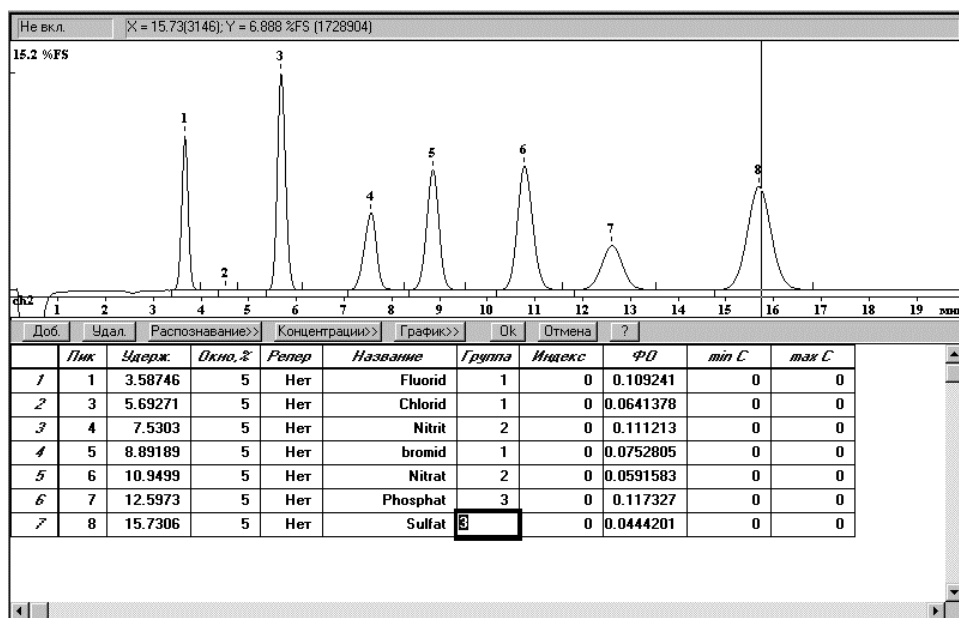 Не вкл. X = 15.73(3146); Y = 6.888 %FS (1728904)
15.2 %FS
1 2 3 4 5 6 7 8
ch2 1 2 3 4 5 6 7 8 9 10 11 12 13 14 15 16 17 18 19 мин
Доб. Удал. Распознавание>> Концентрации>> График>> Ok Отмена ?
Пик Удерж. Окно,% Репер Название Группа Индекс ФО min C max C
1 1 3.58746 5 Нет Fluorid 1 0 0.109241 0 0
2 3 5.69271 5 Нет Chlorid 1 0 0.0641378 0 0
3 4 7.5303 5 Нет Nitrit 2 0 0.111213 0 0
4 5 8.89189 5 Нет bromid 1 0 0.0752805 0 0
5 6 10.9499 5 Нет Nitrat 2 0 0.0591583 0 0
6 7 12.5973 5 Нет Phosphat 3 0 0.117327 0 0
7 8 15.7306 5 Нет Sulfat 3 0 0.0444201 0 0